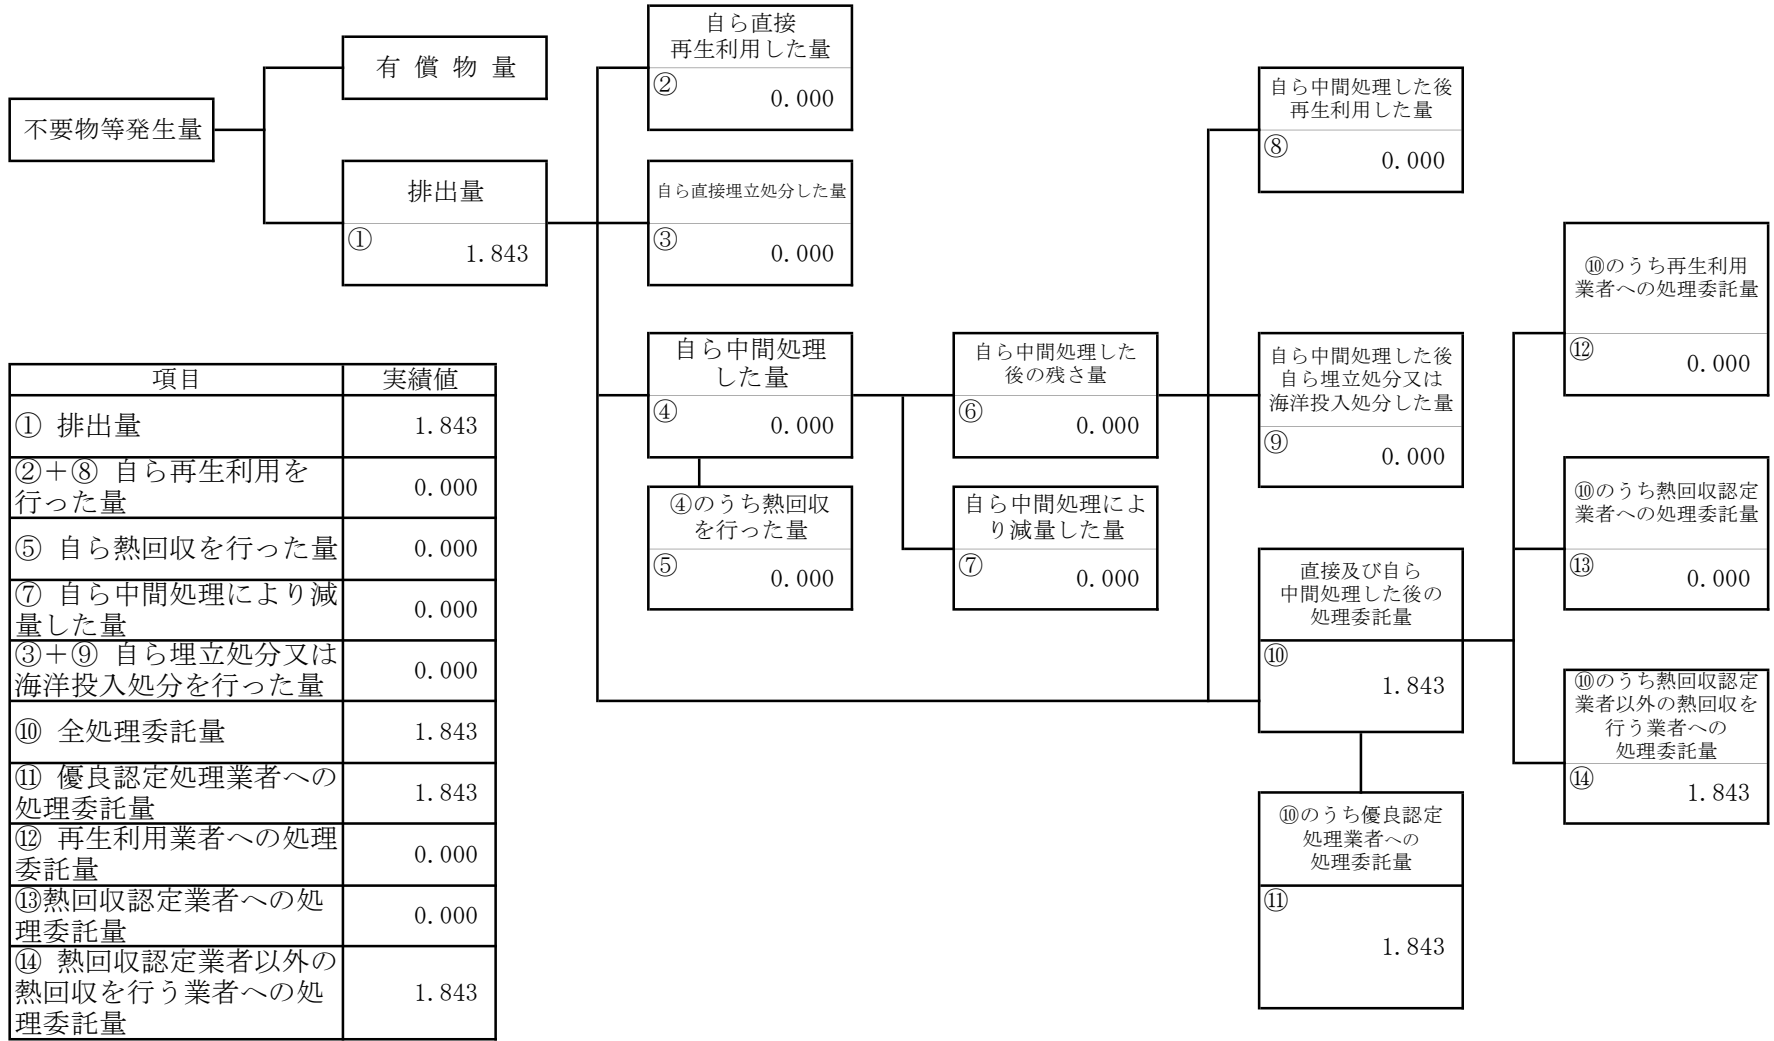 不要物等発生量
有 償 物 量
排出量
①
1.843
自ら直接
再生利用した量
②
0.000
自ら直接埋立処分した量
③
0.000
自ら中間処理
した量
④
0.000
④のうち熱回収
を行った量
⑤
0.000
自ら中間処理した
後の残さ量
⑥
0.000
自ら中間処理によ
り減量した量
⑦
0.000
自ら中間処理した後
再生利用した量
⑧
0.000
自ら中間処理した後
自ら埋立処分又は
海洋投入処分した量
⑨
0.000
直接及び自ら
中間処理した後の
処理委託量
⑩
1.843
⑩のうち優良認定
処理業者への
処理委託量
⑪
1.843
⑩のうち再生利用
業者への処理委託量
⑫
0.000
⑩のうち熱回収認定
業者への処理委託量
⑬
0.000
⑩のうち熱回収認定
業者以外の熱回収を
行う業者への
処理委託量
⑭
1.843
項目 実績値
① 排出量 1.843
②＋⑧ 自ら再生利用を
行った量 0.000
⑤ 自ら熱回収を行った量 0.000
⑦ 自ら中間処理により減
量した量 0.000
③＋⑨ 自ら埋立処分又は
海洋投入処分を行った量 0.000
⑩ 全処理委託量 1.843
⑪ 優良認定処理業者への
処理委託量 1.843
⑫ 再生利用業者への処理
委託量 0.000
⑬熱回収認定業者への処
理委託量 0.000
⑭ 熱回収認定業者以外の
熱回収を行う業者への処
理委託量 1.843